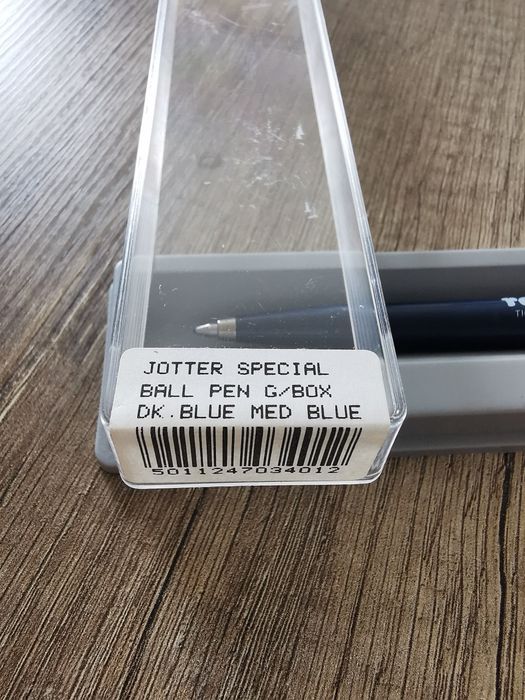 JOTTER SPECIAL
BALL PEN G/BOX
DK.BLUE MED BLUE
5011247034012